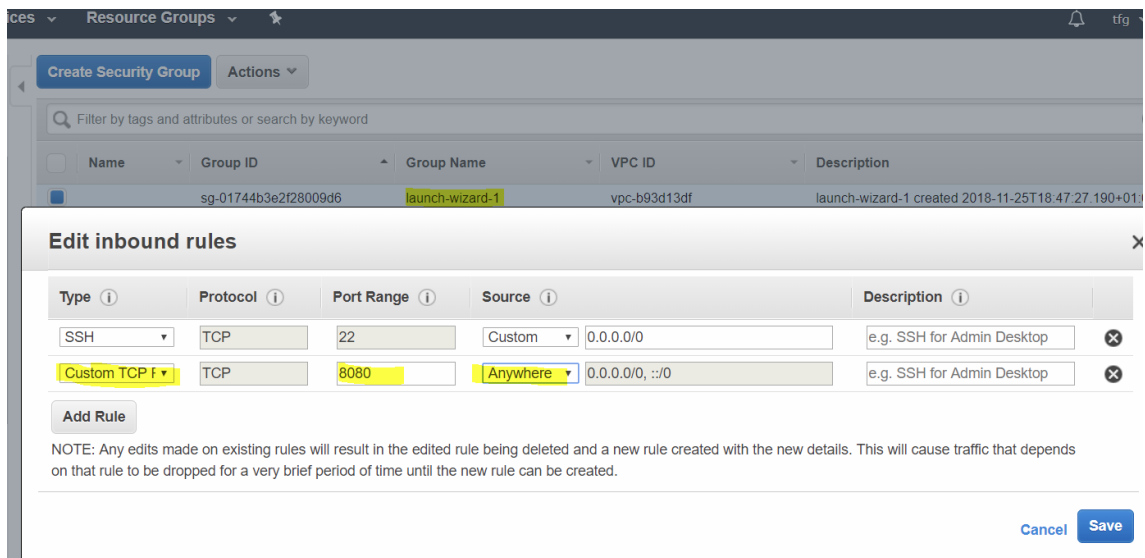 ices Resource Groups tfg
Create Security Group Actions
Filter by tags and attributes or search by keyword
Name Group ID Group Name VPC ID Description
sg-01744b3e2f28009d6 launch-wizard-1 vpc-b93d13df launch-wizard-1 created 2018-11-25T18:47:27.190+01:
Edit inbound rules
Type Protocol Port Range Source Description
SSH TCP 22 Custom 0.0.0.0/0 e.g. SSH for Admin Desktop
Custom TCP F TCP 8080 Anywhere 0.0.0.0/0, ::/0 e.g. SSH for Admin Desktop
Add Rule
NOTE: Any edits made on existing rules will result in the edited rule being deleted and a new rule created with the new details. This will cause traffic that depends
on that rule to be dropped for a very brief period of time until the new rule can be created.
Cancel Save